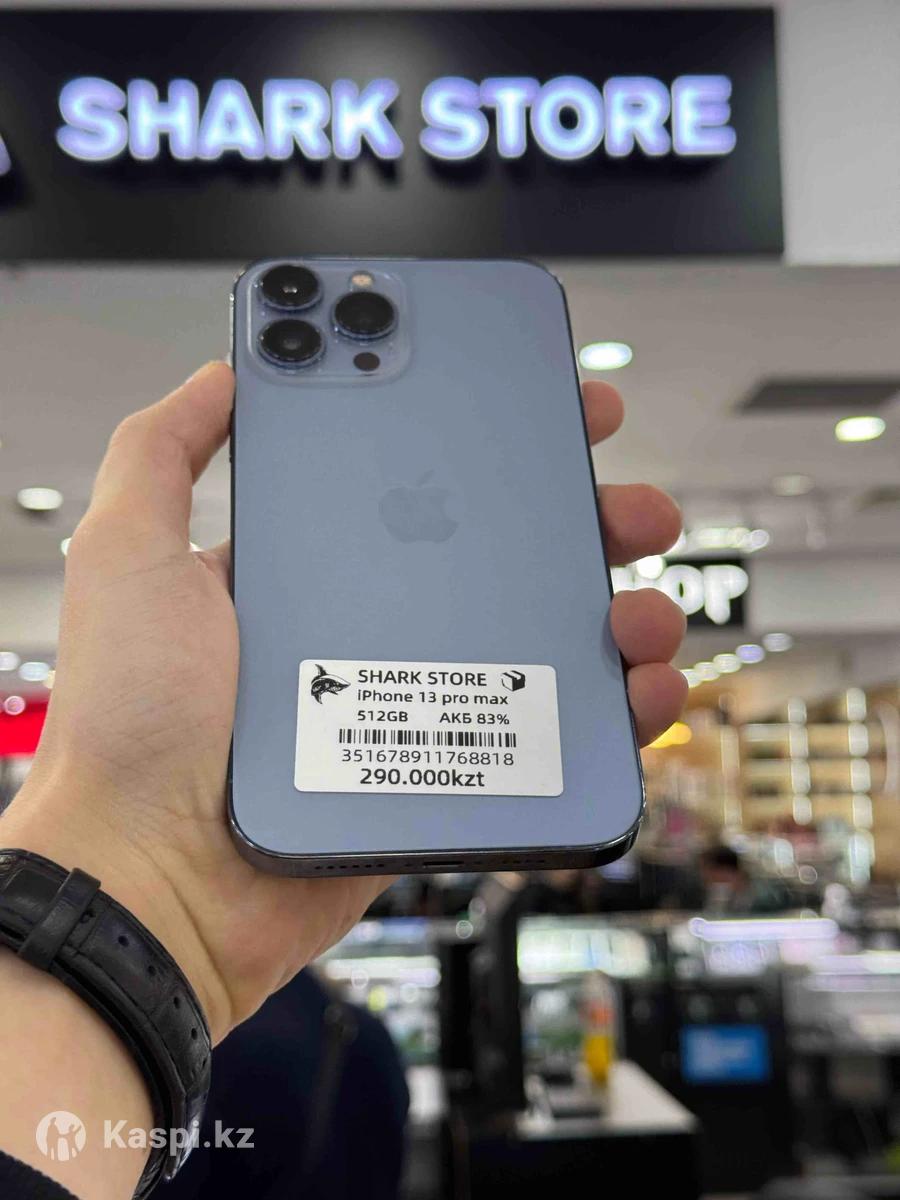 SHARK STORE
SHARK STORE
iPhone 13 pro max
512GB АКБ 83%
351678911768818
290.000kzt
Kaspi.kz